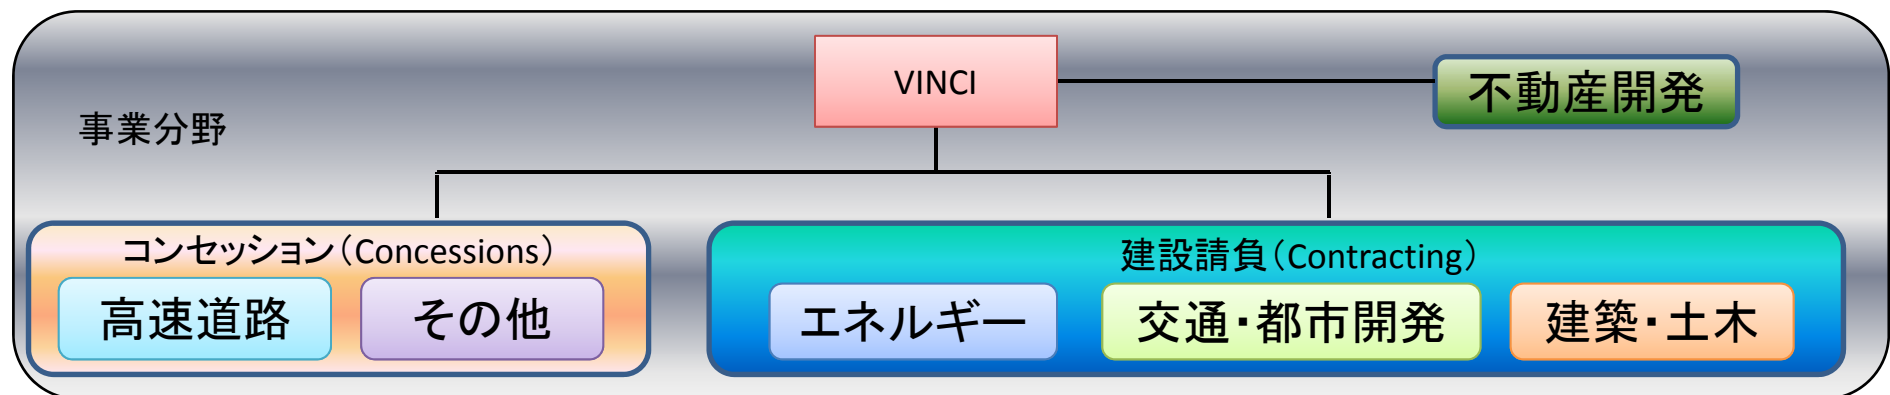 VINCI
不動産開発
事業分野
コンセッション（Concessions）
高速道路
その他
建設請負（Contracting）
エネルギー
交通・都市開発
建築・土木